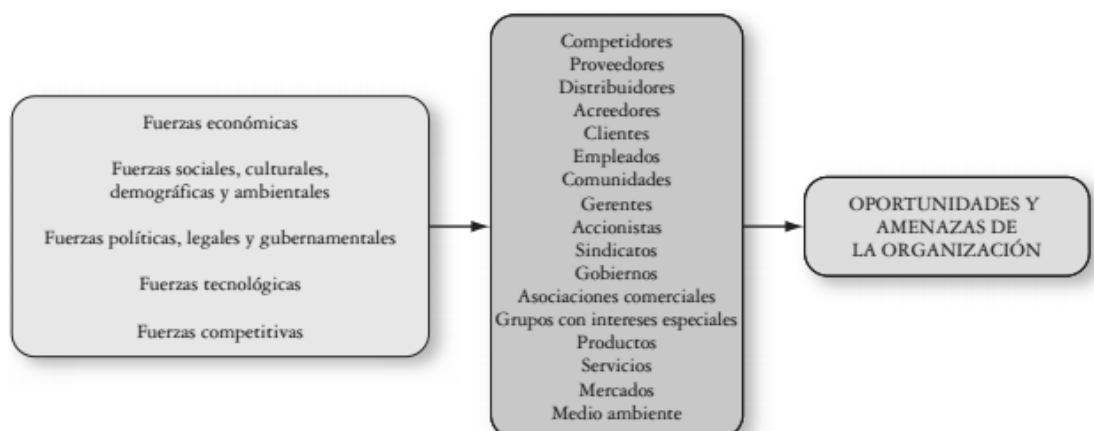 Fuerzas económicas
Fuerzas sociales, culturales,
demográficas y ambientales
Fuerzas políticas, legales y gubernamentales
Fuerzas tecnológicas
Fuerzas competitivas
Competidores
Proveedores
Distribuidores
Acreedores
Clientes
Empleados
Comunidades
Gerentes
Accionistas
Sindicatos
Gobiernos
Asociaciones comerciales
Grupos con intereses especiales
Productos
Servicios
Mercados
Medio ambiente
OPORTUNIDADES Y
AMENAZAS DE
LA ORGANIZACIÓN